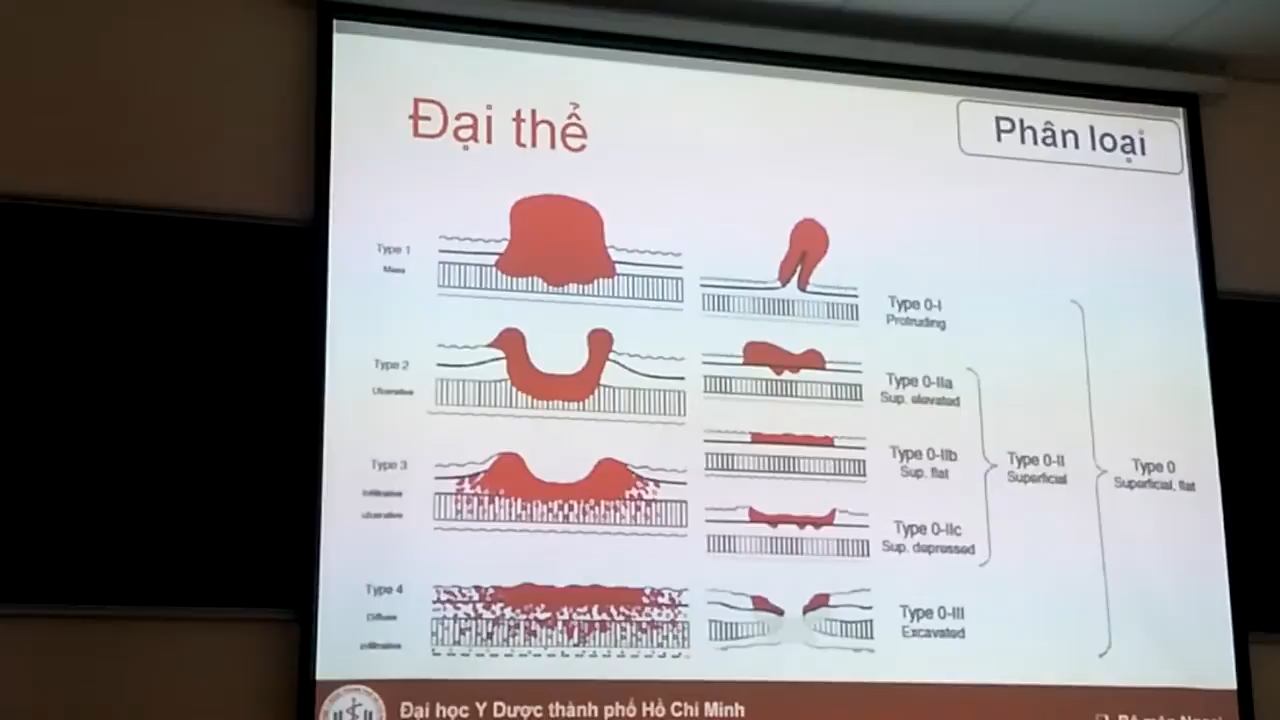 Đại thể
Phân loại
Type 1
Mass
Type 2
Ulcerative
Type 3
Infiltrative
ulcerative
Type 4
Diffuse
infiltrative
Type 0-I
Protruding
Type 0-IIa
Sup. elevated
Type 0-IIb
Sup. flat
Type 0-IIc
Sup. depressed
Type 0-III
Excavated
Type 0-II
Superficial
Type 0
Superficial, flat
Đại học Y Dược thành phố Hồ Chí Minh